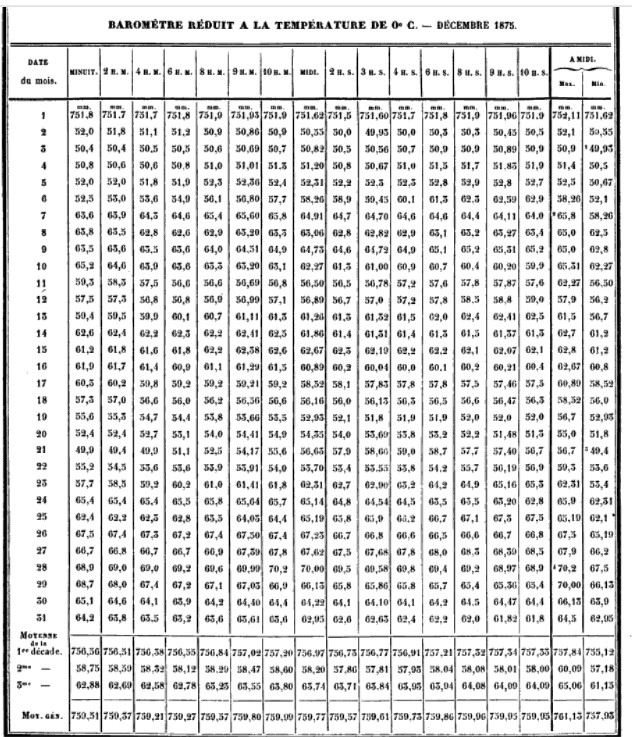 BAROMÈTRE RÉDUIT A LA TEMPÉRATURE DE 0° C. — DÉCEMBRE 1875.
A MIDI.
DATE du mois. MINUIT. 2 H. M. 4 H. M. 6 H. M. 8 H. M. 9 H. M. 10 H. M. MIDI. 2 H. S. 3 H. S. 4 H. S. 6 H. S. 8 H. S. 9 H. S. 10 H. S. Max. Min.
mm. mm. mm. mm. mm. mm. mm. mm. mm. mm. mm. mm. mm. mm. mm. mm. mm.
1 751,8 751,7 751,7 751,8 751,9 751,93 751,9 751,62 751,5 751,60 751,7 751,8 751,9 751,96 751,9 752,11 751,62
2 52,0 51,8 51,1 51,2 50,9 50,86 50,9 50,55 50,0 49,93 50,0 50,3 50,3 50,45 50,5 52,1
3 50,4 50,4 50,5 50,5 50,6 50,69 50,7 50,82 50,5 50,56 50,7 50,9 50,9 50,89 50,9 50,9 49,93
4 50,8 50,6 50,6 50,8 51,0 51,01 51,3 51,20 50,8 50,67 51,0 51,5 51,7 51,85 51,9 51,4 50,5
5 52,0 52,0 51,8 51,9 52,3 52,36 52,4 52,31 52,2 52,3 52,3 52,8 52,9 52,8 52,7 52,5 50,67
6 52,5 53,0 53,6 54,9 56,1 56,80 57,7 58,26 58,9 59,45 60,1 61,3 62,3 62,59 62,9 58,26 52,1
7 63,6 63,9 64,3 64,6 65,4 65,60 65,8 64,91 64,7 64,70 64,6 64,6 64,4 64,11 64,0 65,8 58,26
8 63,8 63,5 62,8 62,6 62,9 63,20 63,3 63,06 62,8 62,82 62,9 63,1 63,2 63,27 63,4 65,0 62,5
9 63,5 63,6 63,5 63,6 64,0 64,51 64,9 64,73 64,6 64,72 64,9 65,1 65,2 65,31 65,2 65,0 62,8
10 65,2 64,6 63,9 63,6 63,3 63,20 63,1 62,27 61,3 61,00 60,9 60,7 60,4 60,20 59,9 65,31 62,27
11 59,3 58,3 57,5 56,6 56,6 56,69 56,8 56,50 56,5 56,78 57,2 57,6 57,8 57,87 57,6 62,27 56,50
12 57,5 57,3 56,8 56,8 56,9 56,99 57,1 56,89 56,7 57,0 57,2 57,8 58,5 58,8 59,0 57,9 56,2
13 59,4 59,5 59,9 60,1 60,7 61,11 61,3 61,26 61,3 61,32 61,5 62,0 62,4 62,41 62,5 61,5 56,7
14 62,6 62,4 62,2 62,3 62,2 62,41 62,5 61,86 61,4 61,31 61,4 61,3 61,5 61,37 61,3 62,7 61,2
15 61,2 61,8 61,6 61,8 62,2 62,58 62,6 62,67 62,3 62,19 62,2 62,2 62,1 62,07 62,1 62,8 61,2
16 61,9 61,7 61,4 60,9 61,1 61,29 61,5 60,89 60,2 60,04 60,0 60,1 60,2 60,21 60,4 62,67 60,8
17 60,3 60,2 59,8 59,2 59,2 59,21 59,2 58,52 58,1 57,83 57,8 57,8 57,5 57,46 57,3 60,89 58,52
18 57,3 57,0 56,6 56,0 56,2 56,36 56,6 56,16 56,0 56,13 56,3 56,5 56,6 56,47 56,3 58,52 56,0
19 55,6 55,3 54,7 54,4 53,8 53,66 53,5 52,93 52,1 51,8 51,9 51,9 52,0 52,0 52,0 56,7 52,93
20 52,4 52,4 52,7 53,1 54,0 54,41 54,9 54,35 54,0 53,69 53,8 53,2 52,2 51,48 51,3 55,0 51,8
21 49,9 49,4 49,9 51,1 52,5 54,17 55,6 56,63 57,9 58,66 59,0 58,7 57,7 57,40 56,7 56,7 49,4
22 55,2 54,5 53,6 53,6 53,9 53,91 54,0 53,70 53,4 53,55 53,8 54,2 55,7 56,19 56,9 59,3 53,6
23 57,7 58,5 59,2 60,2 61,0 61,41 61,8 62,31 62,7 62,90 63,2 64,2 64,9 65,16 65,3 62,31 53,4
24 65,4 65,4 65,4 65,5 65,8 65,64 65,7 65,14 64,8 64,54 64,5 63,5 63,5 63,20 62,8 65,9 62,31
25 62,4 62,2 62,3 62,8 63,5 64,03 64,4 65,19 65,8 65,9 66,2 66,7 67,1 67,3 67,5 65,19 62,1
26 67,5 67,4 67,3 67,2 67,4 67,50 67,4 67,23 66,7 66,8 66,6 66,5 66,6 66,7 66,8 67,3 65,19
27 66,7 66,8 66,7 66,7 66,9 67,39 67,8 67,62 67,5 67,68 67,8 68,0 68,3 68,39 68,5 67,9 66,2
28 68,9 69,0 69,0 69,2 69,6 69,99 70,2 70,00 69,5 69,58 69,8 69,4 69,2 68,97 68,9 70,2 67,5
29 68,7 68,0 67,4 67,2 67,1 67,03 66,9 66,13 65,8 65,86 65,8 65,7 65,4 65,36 65,4 70,00 66,13
30 65,1 64,6 64,1 63,9 64,2 64,40 64,4 64,22 64,1 64,10 64,1 64,2 64,5 64,47 64,4 66,13 63,9
31 64,2 63,8 63,5 63,2 63,6 63,61 63,6 62,95 62,6 62,63 62,4 62,2 62,0 61,82 61,8 64,5 62,95
MOYENNE de la
1re décade. 756,56 756,51 756,38 756,55 756,84 757,02 757,20 756,97 756,73 756,77 756,91 757,21 757,32 757,34 757,33 757,84 755,12
2me — 58,75 58,59 58,32 58,12 58,29 58,47 58,60 58,20 57,86 57,81 57,93 58,04 58,08 58,01 58,00 60,09 57,18
3me — 62,88 62,69 62,58 62,78 63,23 63,55 63,80 63,74 63,71 63,84 63,95 63,94 64,08 64,09 64,09 65,06 61,13
MOY. GÉN. 759,51 759,37 759,21 759,27 759,57 759,80 759,99 759,77 759,57 759,61 759,73 759,86 759,96 759,95 759,95 761,13 757,93